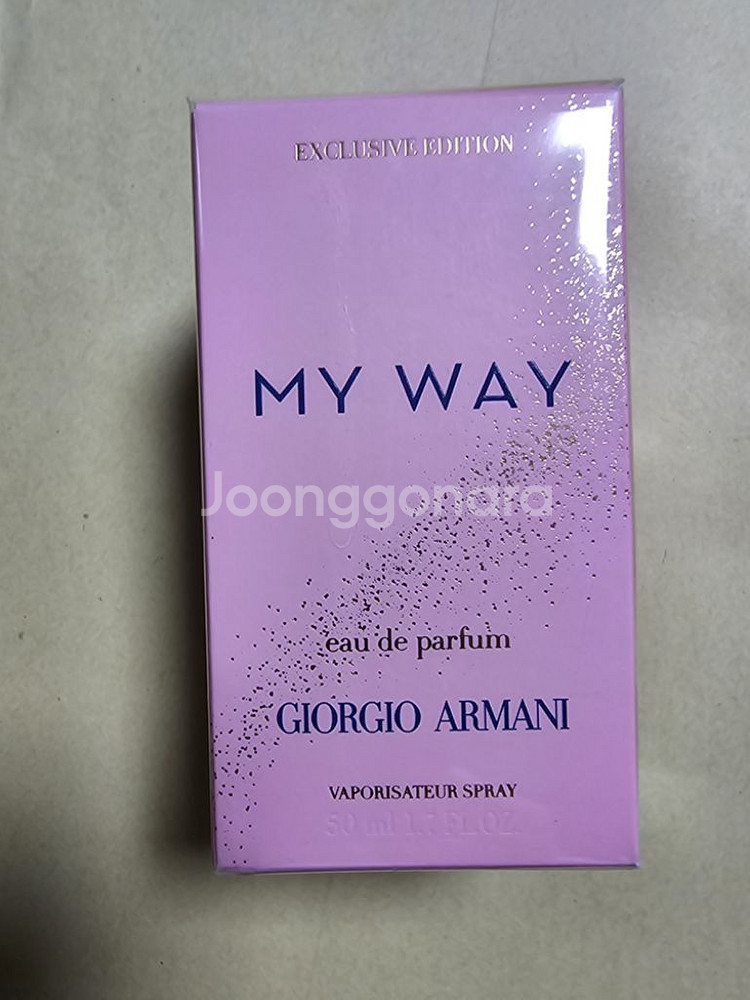 EXCLUSIVE EDITION
MY WAY
Joonggonara
eau de parfum
GIORGIO ARMANI
VAPORISATEUR SPRAY
50 ml 1.7 FL.OZ.